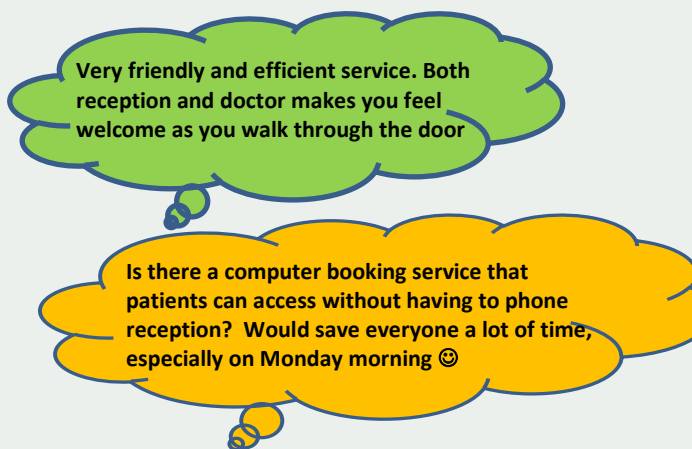 Very friendly and efficient service. Both
reception and doctor makes you feel
welcome as you walk through the door
Is there a computer booking service that
patients can access without having to phone
reception?  Would save everyone a lot of time,
especially on Monday morning ☺